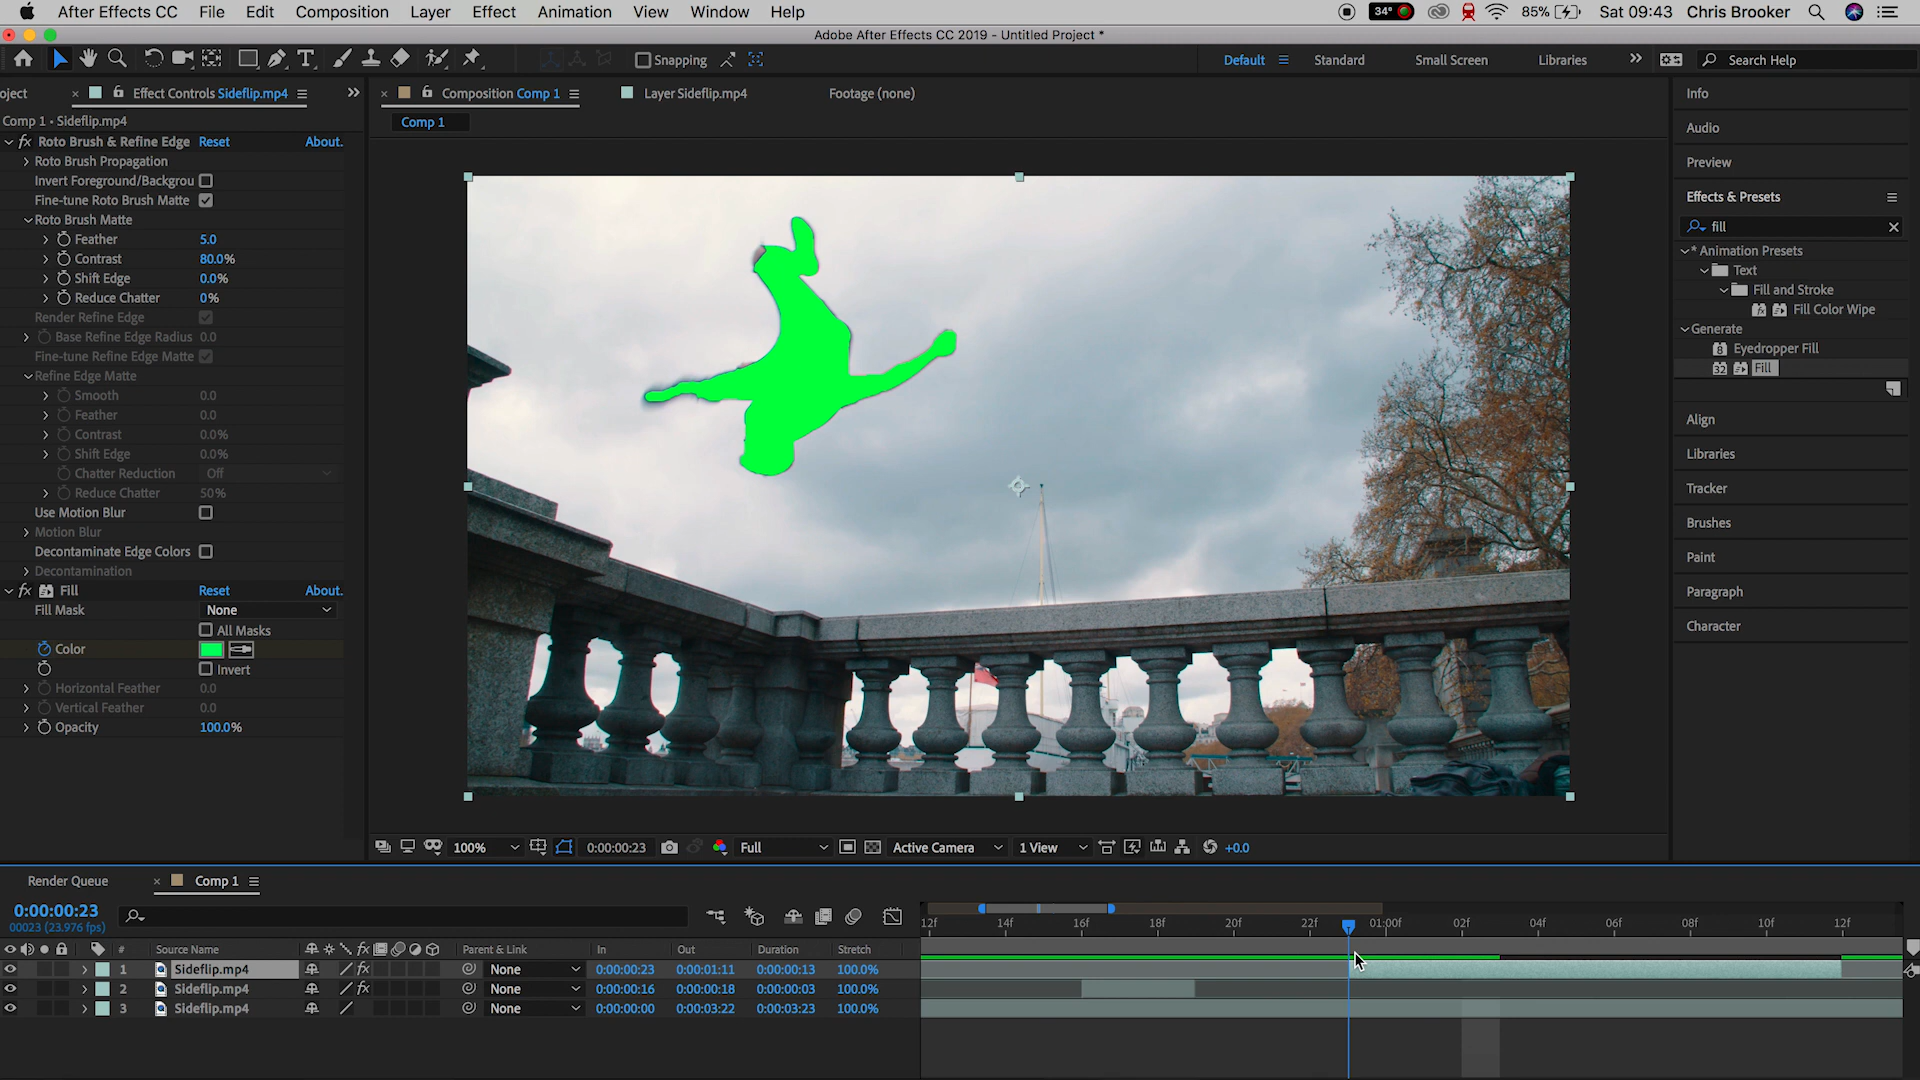 After Effects CC File Edit Composition Layer Effect Animation View Window Help 34° 85% Sat 09:43 Chris Brooker
Adobe After Effects CC 2019 - Untitled Project *
Snapping Default Standard Small Screen Libraries Search Help
oject Effect Controls Sideflip.mp4 Composition Comp 1 Layer Sideflip.mp4 Footage (none)
Comp 1 • Sideflip.mp4
Comp 1
fx Roto Brush & Refine Edge Reset About.
Roto Brush Propagation
Invert Foreground/Backgrou
Fine-tune Roto Brush Matte
Roto Brush Matte
Feather 5.0
Contrast 80.0%
Shift Edge 0.0%
Reduce Chatter 0%
Render Refine Edge
Base Refine Edge Radius 0.0
Fine-tune Refine Edge Matte
Refine Edge Matte
Smooth 0.0
Feather 0.0
Contrast 0.0%
Shift Edge 0.0%
Chatter Reduction Off
Reduce Chatter 50%
Use Motion Blur
Motion Blur
Decontaminate Edge Colors
Decontamination
fx Fill Reset About.
Fill Mask None
All Masks
Color
Invert
Horizontal Feather 0.0
Vertical Feather 0.0
Opacity 100.0%
Info
Audio
Preview
Effects & Presets
fill
* Animation Presets
Text
Fill and Stroke
Fill Color Wipe
Generate
Eyedropper Fill
32 Fill
Align
Libraries
Tracker
Brushes
Paint
Paragraph
Character
100% 0:00:00:23 Full Active Camera 1 View +0.0
Render Queue Comp 1
0:00:00:23
00023 (23.976 fps)
12f 14f 16f 18f 20f 22f 01:00f 02f 04f 06f 08f 10f 12f
# Source Name fx Parent & Link In Out Duration Stretch
1 Sideflip.mp4 fx None 0:00:00:23 0:00:01:11 0:00:00:13 100.0%
2 Sideflip.mp4 fx None 0:00:00:16 0:00:00:18 0:00:00:03 100.0%
3 Sideflip.mp4 None 0:00:00:00 0:00:03:22 0:00:03:23 100.0%